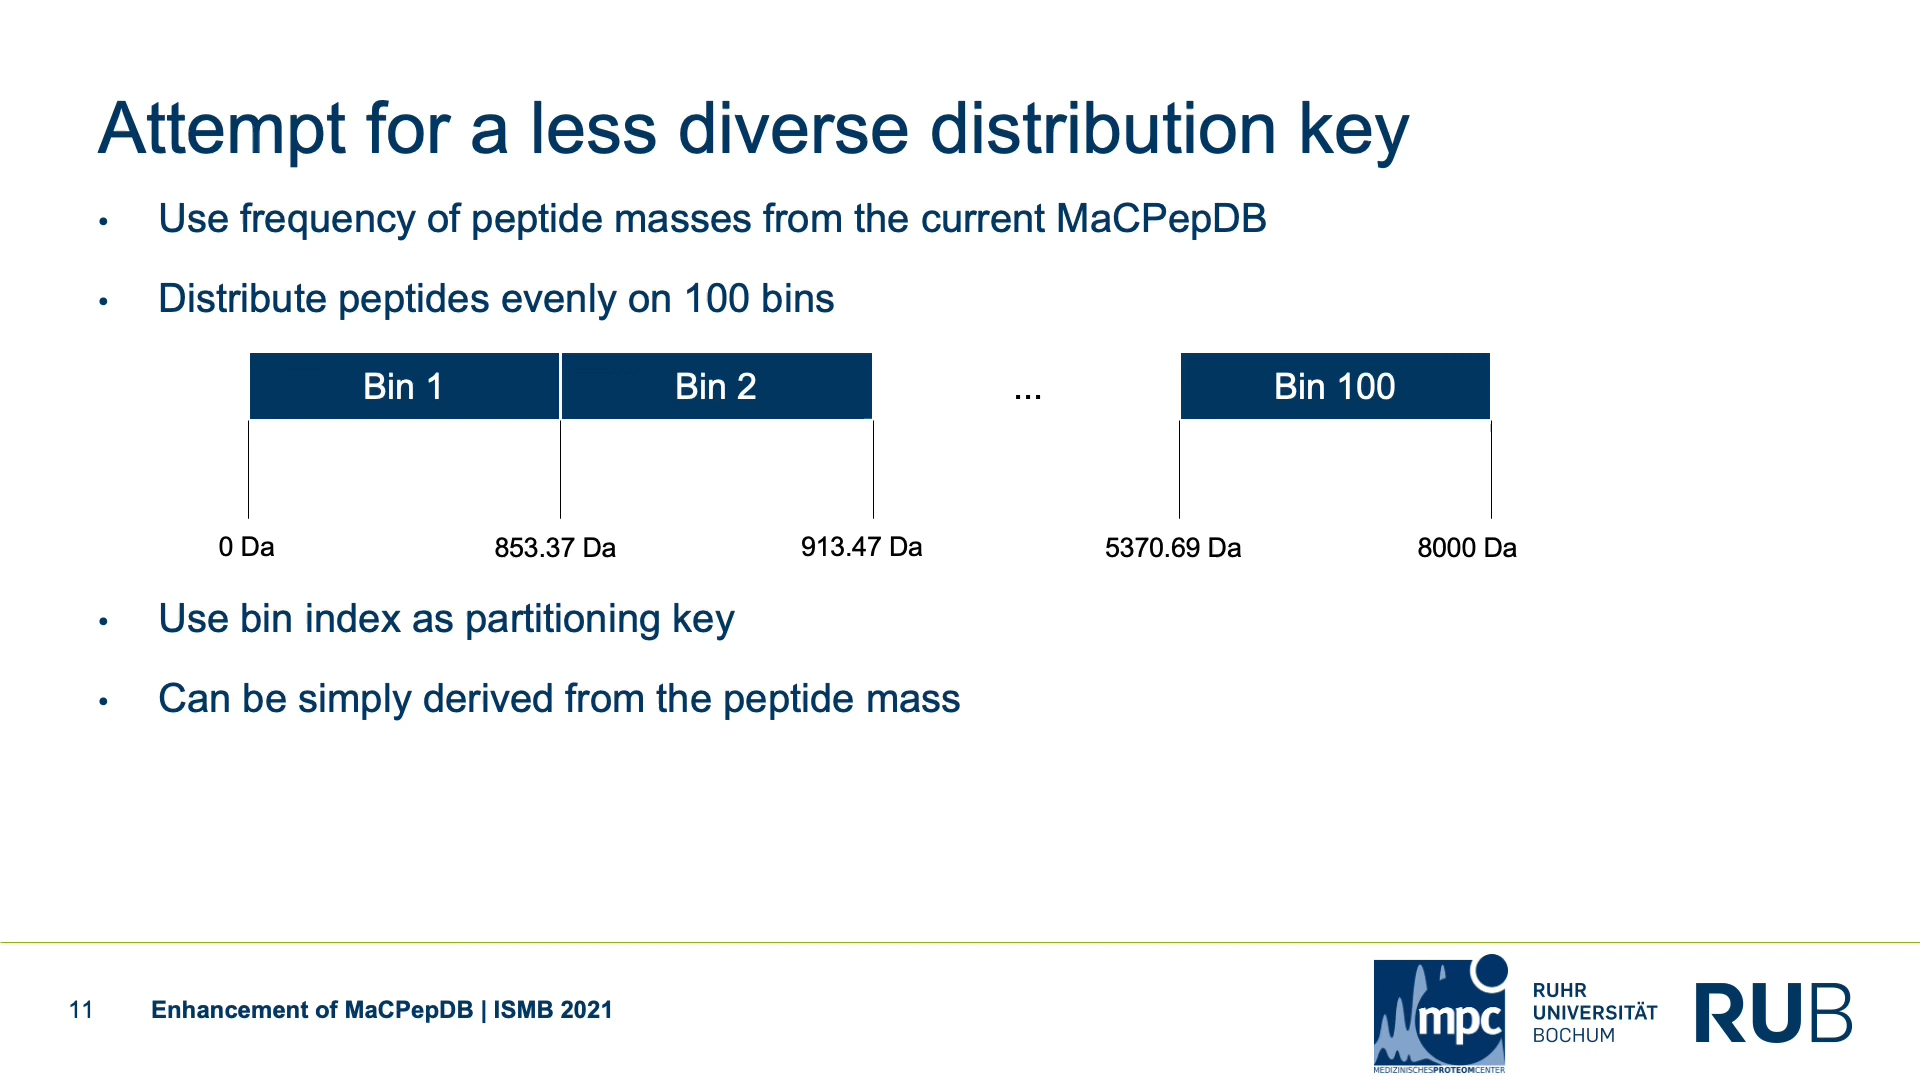 Attempt for a less diverse distribution key
• Use frequency of peptide masses from the current MaCPepDB
• Distribute peptides evenly on 100 bins
Bin 1 Bin 2 ... Bin 100
0 Da 853.37 Da 913.47 Da 5370.69 Da 8000 Da
• Use bin index as partitioning key
• Can be simply derived from the peptide mass
11 Enhancement of MaCPepDB | ISMB 2021
mpc
MEDIZINISCHESPROTEOMCENTER
RUHR
UNIVERSITÄT
BOCHUM
RUB